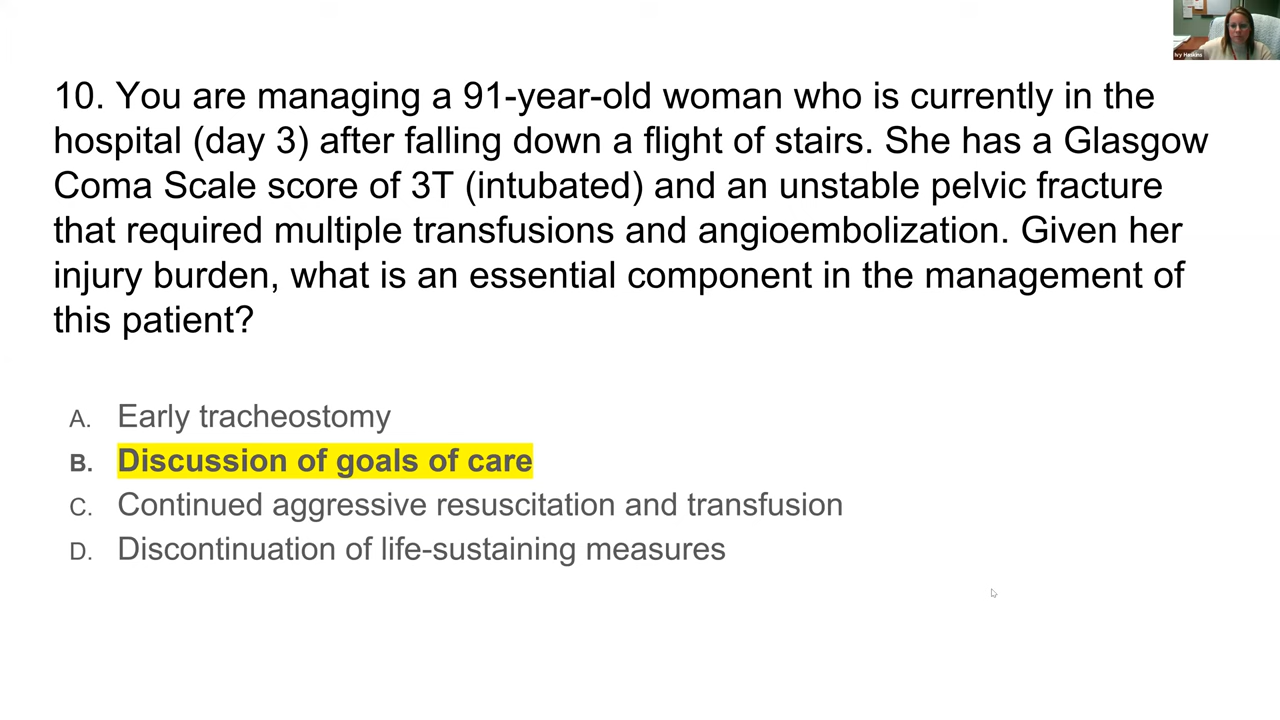 Ivy Haskins
10. You are managing a 91-year-old woman who is currently in the
hospital (day 3) after falling down a flight of stairs. She has a Glasgow
Coma Scale score of 3T (intubated) and an unstable pelvic fracture
that required multiple transfusions and angioembolization. Given her
injury burden, what is an essential component in the management of
this patient?
A. Early tracheostomy
B. Discussion of goals of care
C. Continued aggressive resuscitation and transfusion
D. Discontinuation of life-sustaining measures